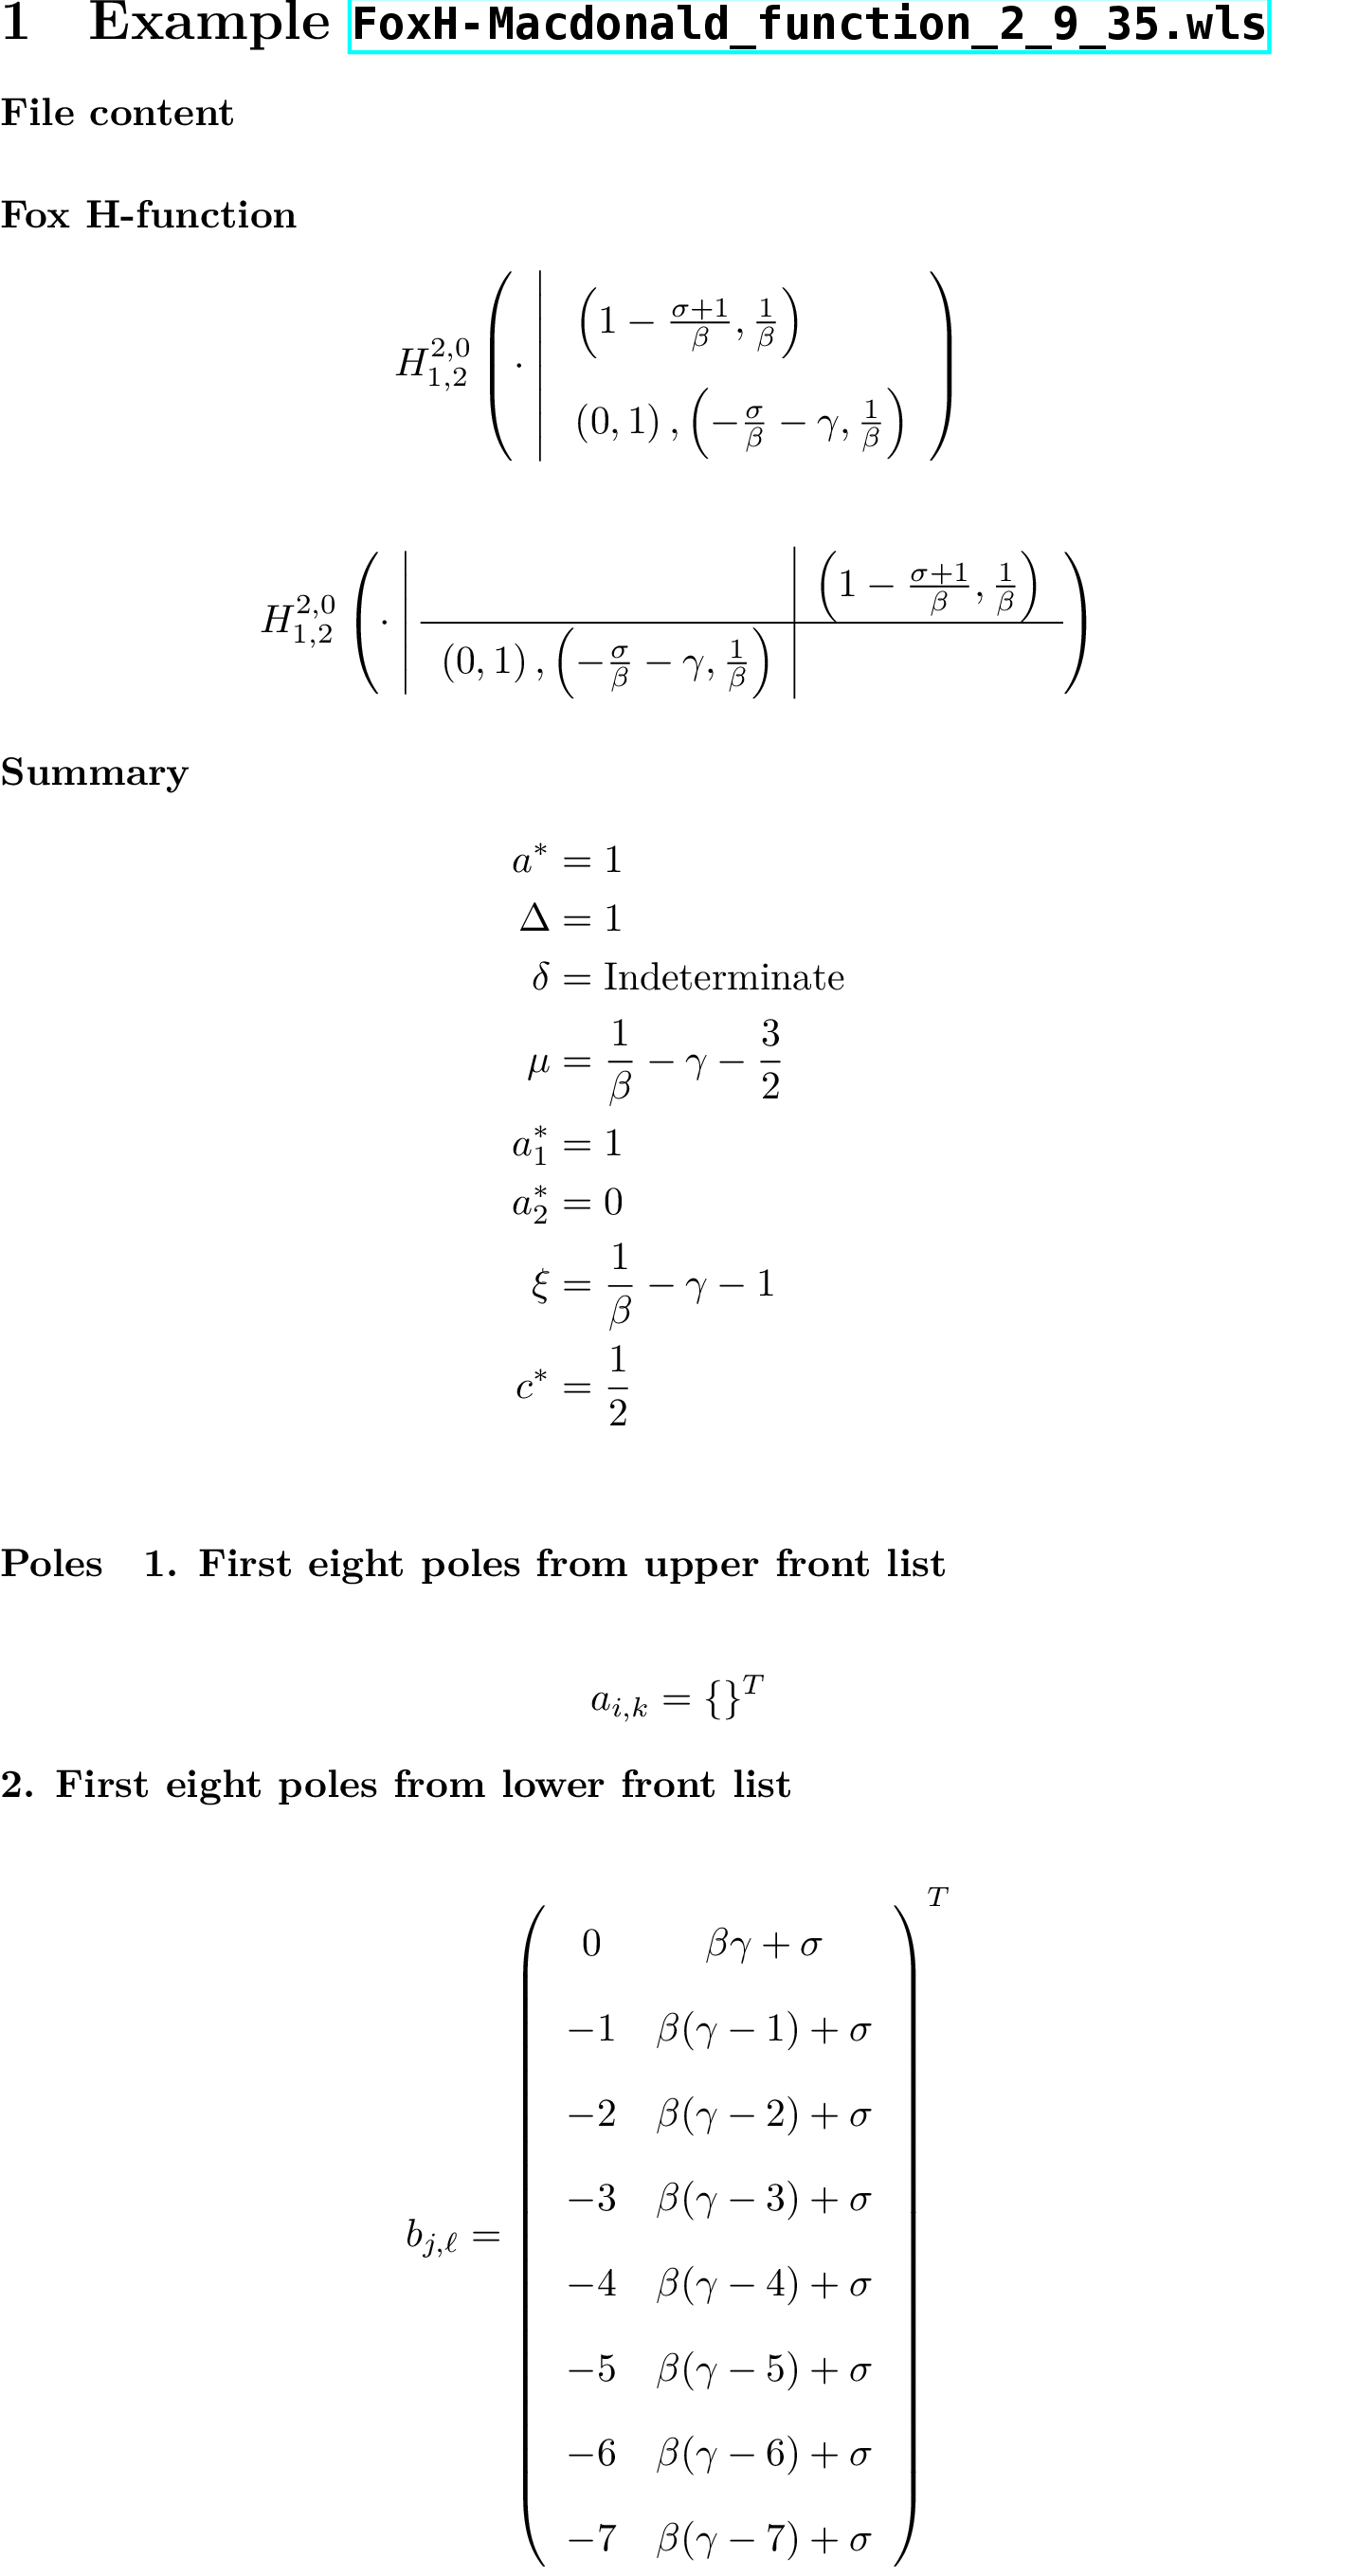 1 Example FoxH-Macdonald_function_2_9_35.wls
File content
Fox H-function
$H_{1,2}^{2,0}\left(\cdot\left|\begin{array}{l}\left(1-\frac{\sigma+1}{\beta},\frac{1}{\beta}\right)\\(0,1),\left(-\frac{\sigma}{\beta}-\gamma,\frac{1}{\beta}\right)\end{array}\right.\right)$
$H_{1,2}^{2,0}\left(\cdot\left|\begin{array}{c|c} & \left(1-\frac{\sigma+1}{\beta},\frac{1}{\beta}\right)\\ \hline (0,1),\left(-\frac{\sigma}{\beta}-\gamma,\frac{1}{\beta}\right) & \end{array}\right.\right)$
Summary
$a^* = 1$
$\Delta = 1$
$\delta = \text{Indeterminate}$
$\mu = \frac{1}{\beta}-\gamma-\frac{3}{2}$
$a_1^* = 1$
$a_2^* = 0$
$\xi = \frac{1}{\beta}-\gamma-1$
$c^* = \frac{1}{2}$
Poles 1. First eight poles from upper front list
$a_{i,k} = \{\}^T$
2. First eight poles from lower front list
$b_{j,\ell} = \left(\begin{array}{cc}0 & \beta\gamma+\sigma\\-1 & \beta(\gamma-1)+\sigma\\-2 & \beta(\gamma-2)+\sigma\\-3 & \beta(\gamma-3)+\sigma\\-4 & \beta(\gamma-4)+\sigma\\-5 & \beta(\gamma-5)+\sigma\\-6 & \beta(\gamma-6)+\sigma\\-7 & \beta(\gamma-7)+\sigma\end{array}\right)^T$